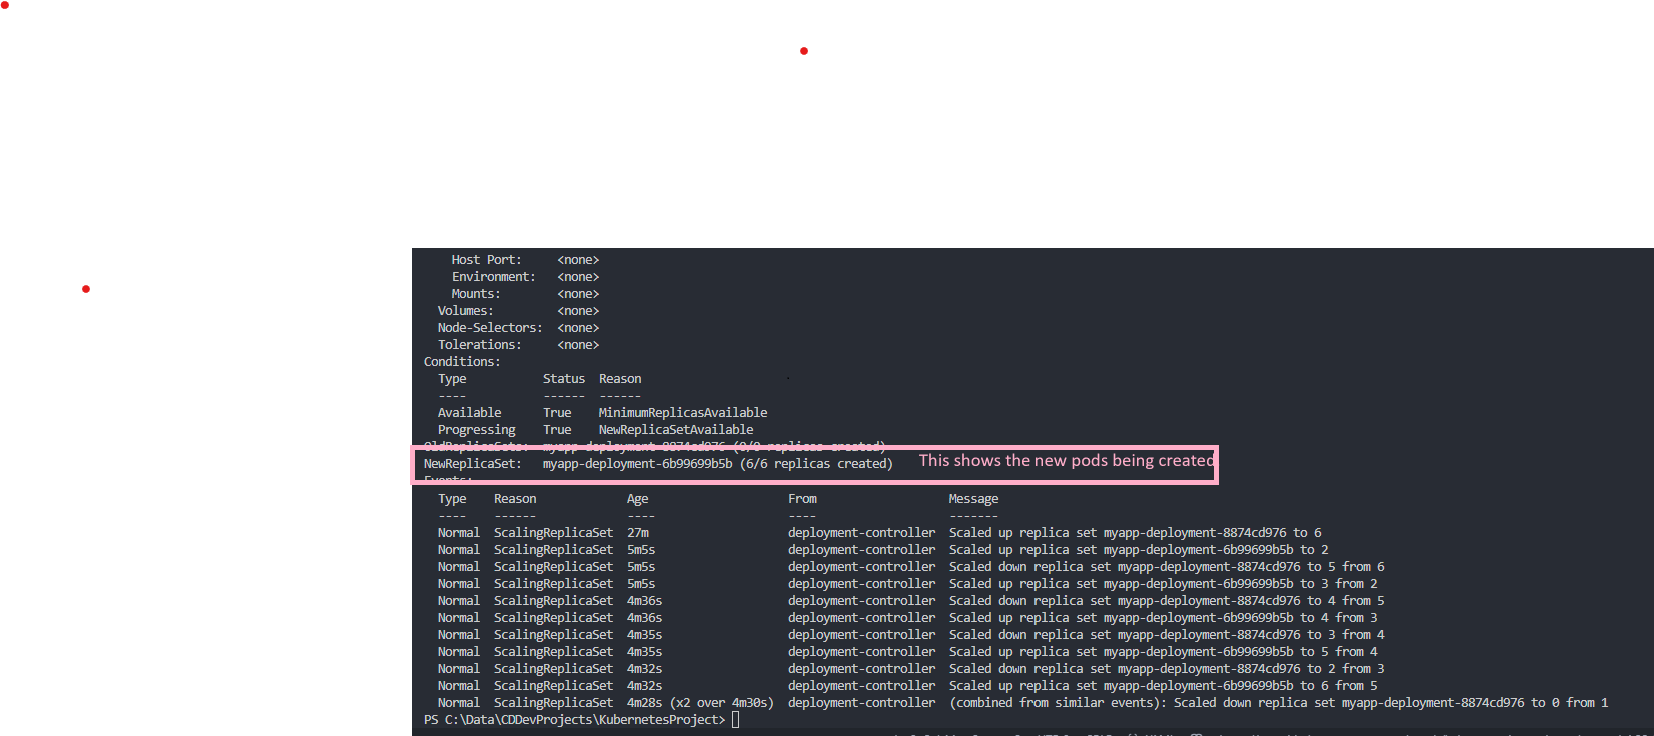 Host Port: <none>
Environment: <none>
Mounts: <none>
Volumes: <none>
Node-Selectors: <none>
Tolerations: <none>
Conditions:
Type Status Reason
---- ------ ------
Available True MinimumReplicasAvailable
Progressing True NewReplicaSetAvailable
OldReplicaSets: myapp-deployment-8874cd976 (0/0 replicas created)
NewReplicaSet: myapp-deployment-6b99699b5b (6/6 replicas created) This shows the new pods being created
Events:
Type Reason Age From Message
---- ------ ---- ---- -------
Normal ScalingReplicaSet 27m deployment-controller Scaled up replica set myapp-deployment-8874cd976 to 6
Normal ScalingReplicaSet 5m5s deployment-controller Scaled up replica set myapp-deployment-6b99699b5b to 2
Normal ScalingReplicaSet 5m5s deployment-controller Scaled down replica set myapp-deployment-8874cd976 to 5 from 6
Normal ScalingReplicaSet 5m5s deployment-controller Scaled up replica set myapp-deployment-6b99699b5b to 3 from 2
Normal ScalingReplicaSet 4m36s deployment-controller Scaled down replica set myapp-deployment-8874cd976 to 4 from 5
Normal ScalingReplicaSet 4m36s deployment-controller Scaled up replica set myapp-deployment-6b99699b5b to 4 from 3
Normal ScalingReplicaSet 4m35s deployment-controller Scaled down replica set myapp-deployment-8874cd976 to 3 from 4
Normal ScalingReplicaSet 4m35s deployment-controller Scaled up replica set myapp-deployment-6b99699b5b to 5 from 4
Normal ScalingReplicaSet 4m32s deployment-controller Scaled down replica set myapp-deployment-8874cd976 to 2 from 3
Normal ScalingReplicaSet 4m32s deployment-controller Scaled up replica set myapp-deployment-6b99699b5b to 6 from 5
Normal ScalingReplicaSet 4m28s (x2 over 4m30s) deployment-controller (combined from similar events): Scaled down replica set myapp-deployment-8874cd976 to 0 from 1
PS C:\Data\CDDevProjects\KubernetesProject>